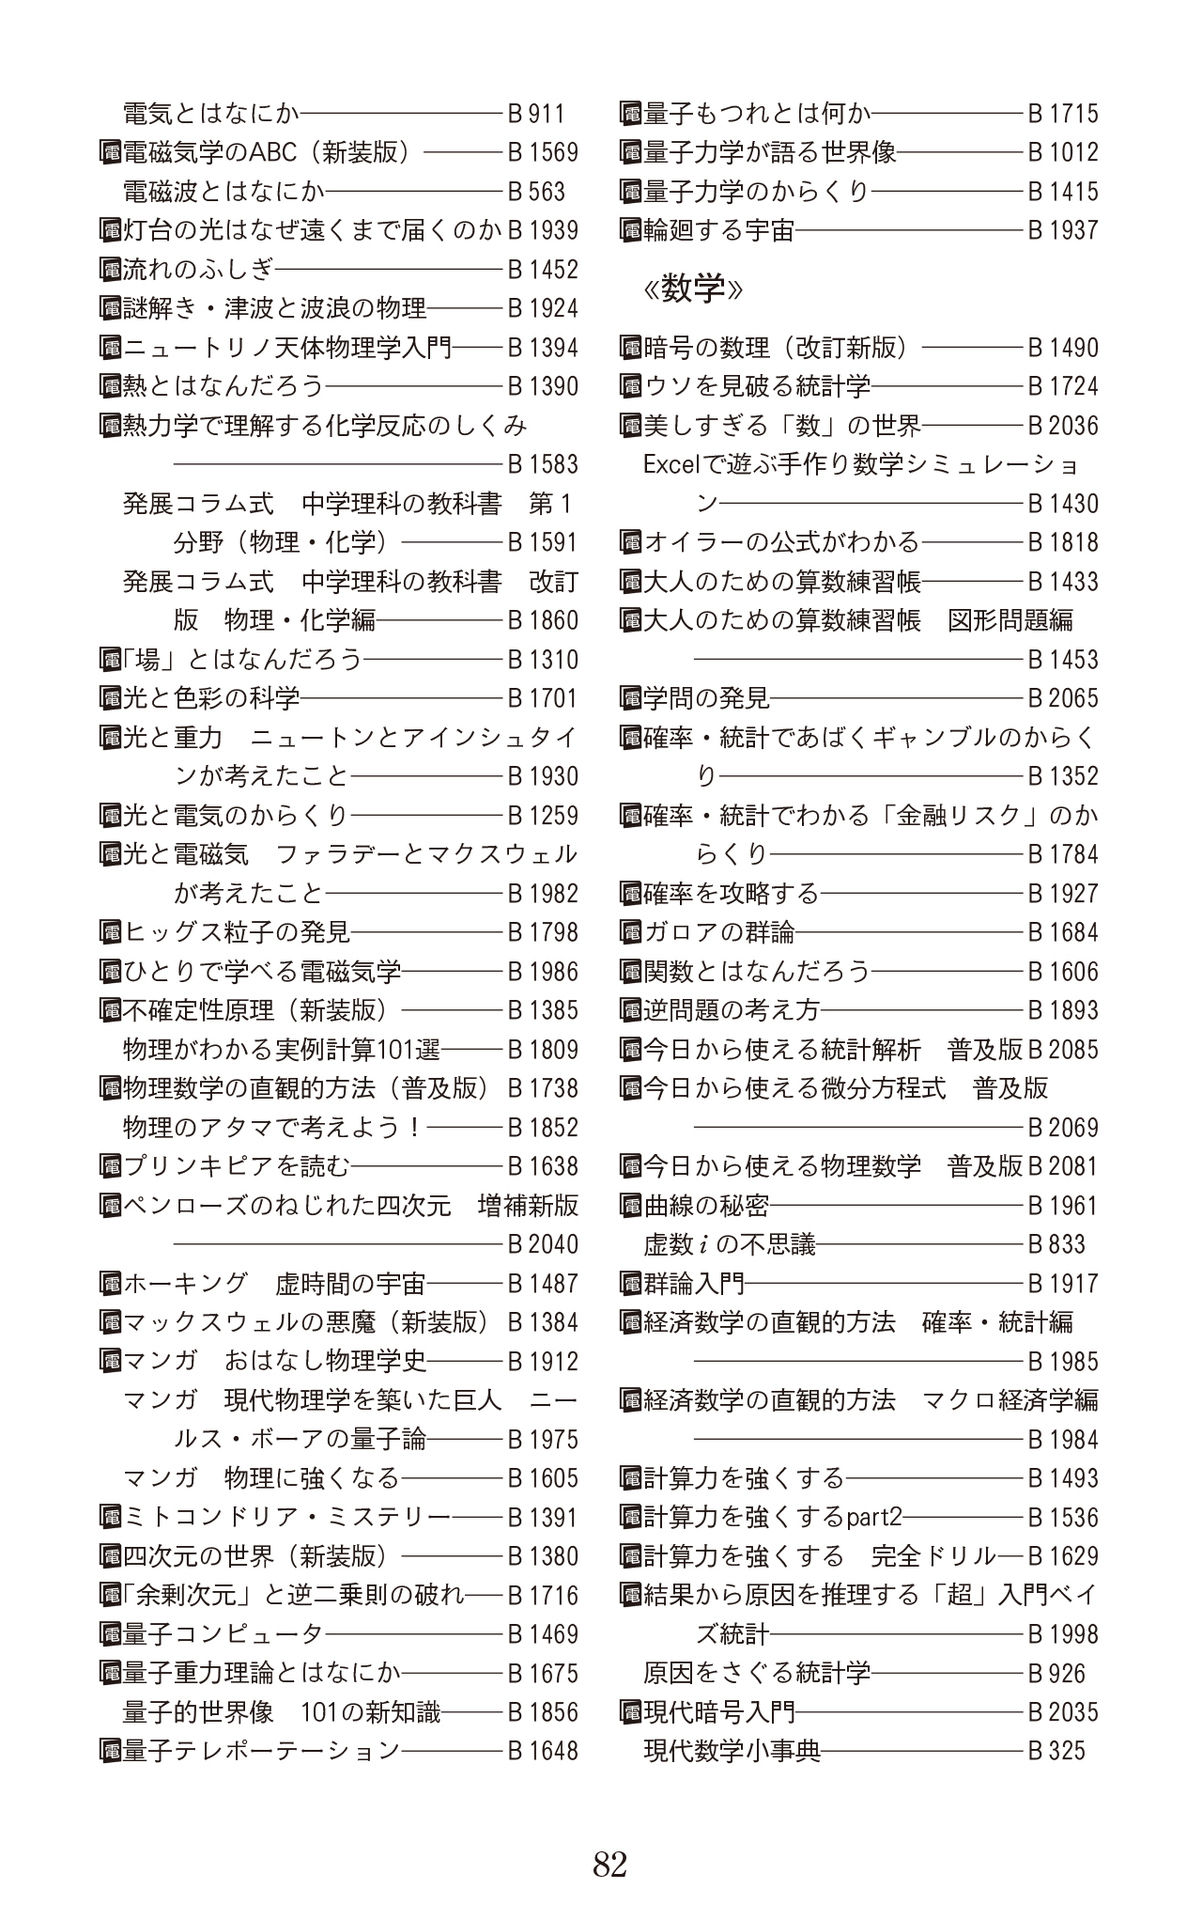 電気とはなにか――――B 911
電電磁気学のABC（新装版）――B 1569
電磁波とはなにか――――B 563
電灯台の光はなぜ遠くまで届くのか B 1939
電流れのふしぎ――――B 1452
電謎解き・津波と波浪の物理――B 1924
電ニュートリノ天体物理学入門――B 1394
電熱とはなんだろう――――B 1390
電熱力学で理解する化学反応のしくみ
――――B 1583
発展コラム式　中学理科の教科書　第1
分野（物理・化学）――B 1591
発展コラム式　中学理科の教科書　改訂
版　物理・化学編――B 1860
電「場」とはなんだろう――B 1310
電光と色彩の科学――――B 1701
電光と重力　ニュートンとアインシュタイ
ンが考えたこと――B 1930
電光と電気のからくり――B 1259
電光と電磁気　ファラデーとマクスウェル
が考えたこと――B 1982
電ヒッグス粒子の発見――B 1798
電ひとりで学べる電磁気学――B 1986
電不確定性原理（新装版）――B 1385
物理がわかる実例計算101選――B 1809
電物理数学の直観的方法（普及版） B 1738
物理のアタマで考えよう！――B 1852
電プリンキピアを読む――B 1638
電ペンローズのねじれた四次元　増補新版
――――B 2040
電ホーキング　虚時間の宇宙――B 1487
電マックスウェルの悪魔（新装版） B 1384
電マンガ　おはなし物理学史――B 1912
マンガ　現代物理学を築いた巨人　ニー
ルス・ボーアの量子論――B 1975
マンガ　物理に強くなる――B 1605
電ミトコンドリア・ミステリー――B 1391
電四次元の世界（新装版）――B 1380
電「余剰次元」と逆二乗則の破れ――B 1716
電量子コンピュータ――――B 1469
電量子重力理論とはなにか――B 1675
量子的世界像　101の新知識――B 1856
電量子テレポーテーション――B 1648
電量子もつれとは何か――B 1715
電量子力学が語る世界像――B 1012
電量子力学のからくり――B 1415
電輪廻する宇宙――――B 1937
《数学》
電暗号の数理（改訂新版）――B 1490
電ウソを見破る統計学――B 1724
電美しすぎる「数」の世界――B 2036
Excelで遊ぶ手作り数学シミュレーショ
ン――――B 1430
電オイラーの公式がわかる――B 1818
電大人のための算数練習帳――B 1433
電大人のための算数練習帳　図形問題編
――――B 1453
電学問の発見――――B 2065
電確率・統計であばくギャンブルのからく
り――――B 1352
電確率・統計でわかる「金融リスク」のか
らくり――――B 1784
電確率を攻略する――――B 1927
電ガロアの群論――――B 1684
電関数とはなんだろう――B 1606
電逆問題の考え方――――B 1893
電今日から使える統計解析　普及版 B 2085
電今日から使える微分方程式　普及版
――――B 2069
電今日から使える物理数学　普及版 B 2081
電曲線の秘密――――B 1961
虚数iの不思議――――B 833
電群論入門――――B 1917
電経済数学の直観的方法　確率・統計編
――――B 1985
電経済数学の直観的方法　マクロ経済学編
――――B 1984
電計算力を強くする――――B 1493
電計算力を強くするpart2――B 1536
電計算力を強くする　完全ドリル―B 1629
電結果から原因を推理する「超」入門ベイ
ズ統計――――B 1998
原因をさぐる統計学――B 926
電現代暗号入門――――B 2035
現代数学小事典――――B 325
82